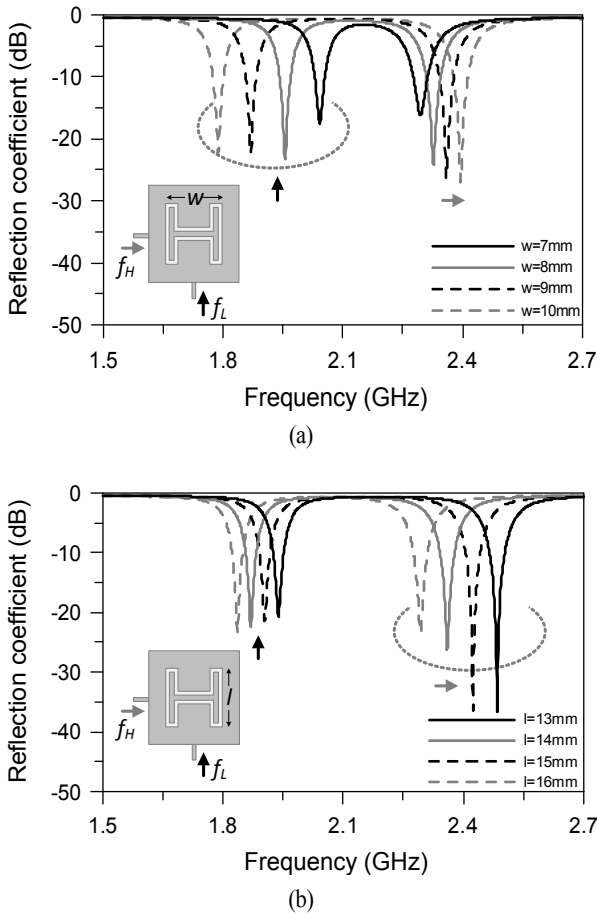 0
-10
-20
-30
-40
-50
Reflection coefficient (dB)
w
f_H
f_L
w=7mm
w=8mm
w=9mm
w=10mm
1.5 1.8 2.1 2.4 2.7
Frequency (GHz)
(a)
0
-10
-20
-30
-40
-50
Reflection coefficient (dB)
l
f_H
f_L
l=13mm
l=14mm
l=15mm
l=16mm
1.5 1.8 2.1 2.4 2.7
Frequency (GHz)
(b)